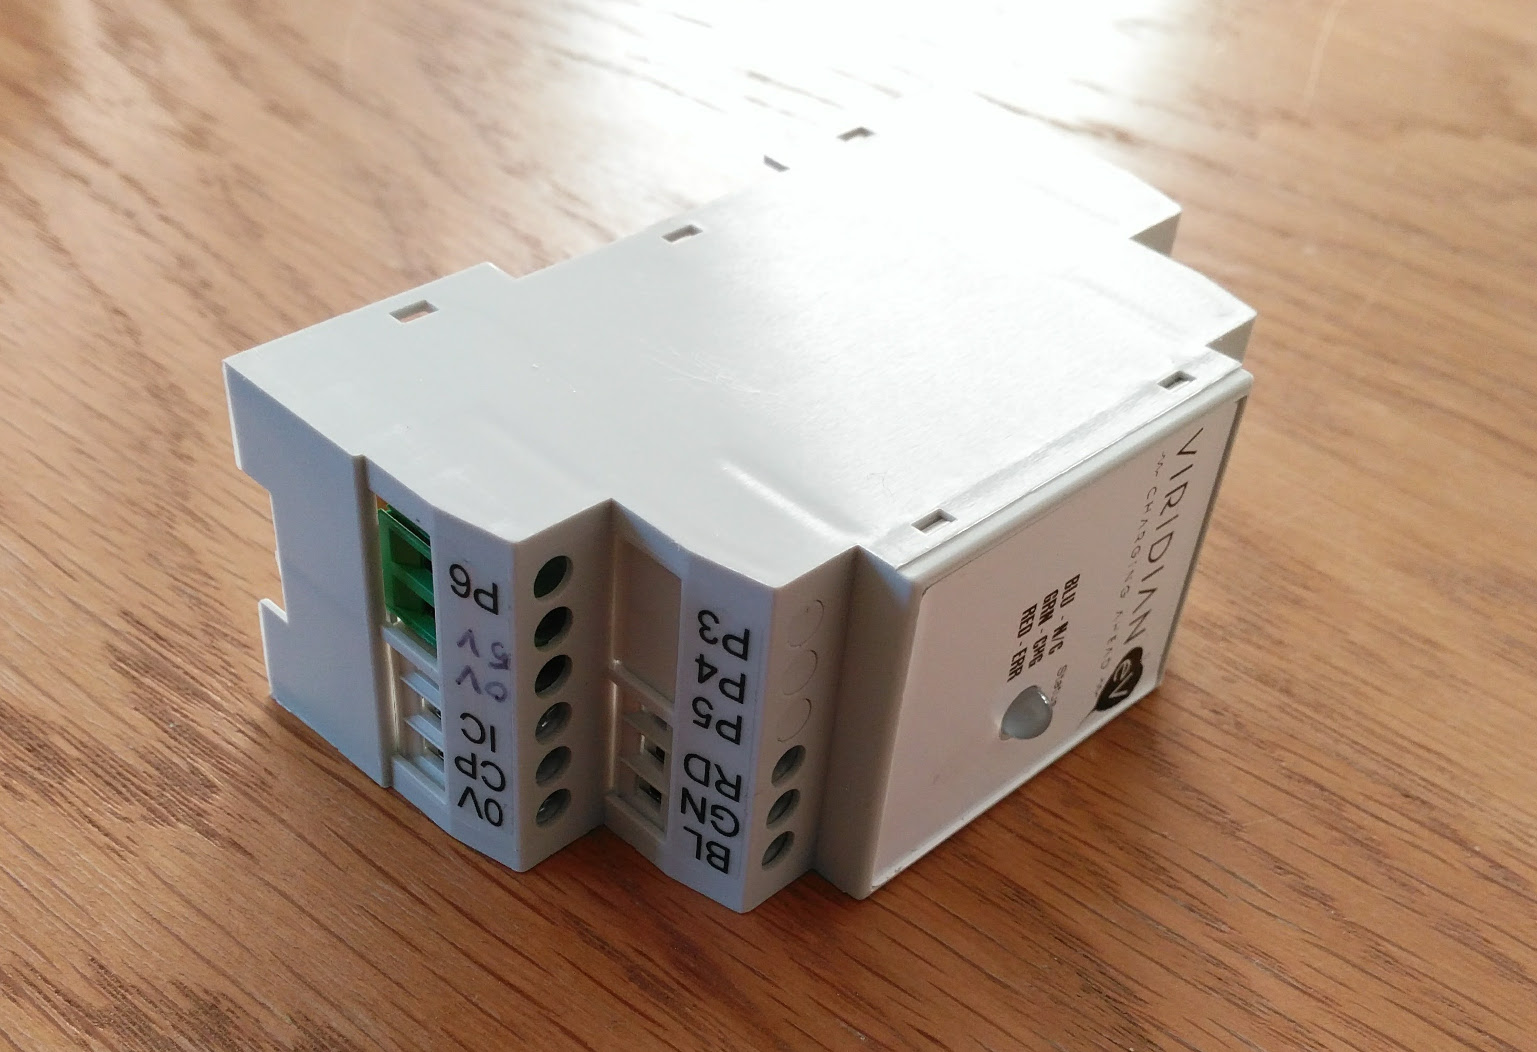 P6
5V
0V
IC
CP
0V
P3
P4
P5
RD
GN
BL
VIRIDIAN
EV CHARGING AHEAD
ev
BLU - N/C
GRN - CHG
RED - ERR
Status